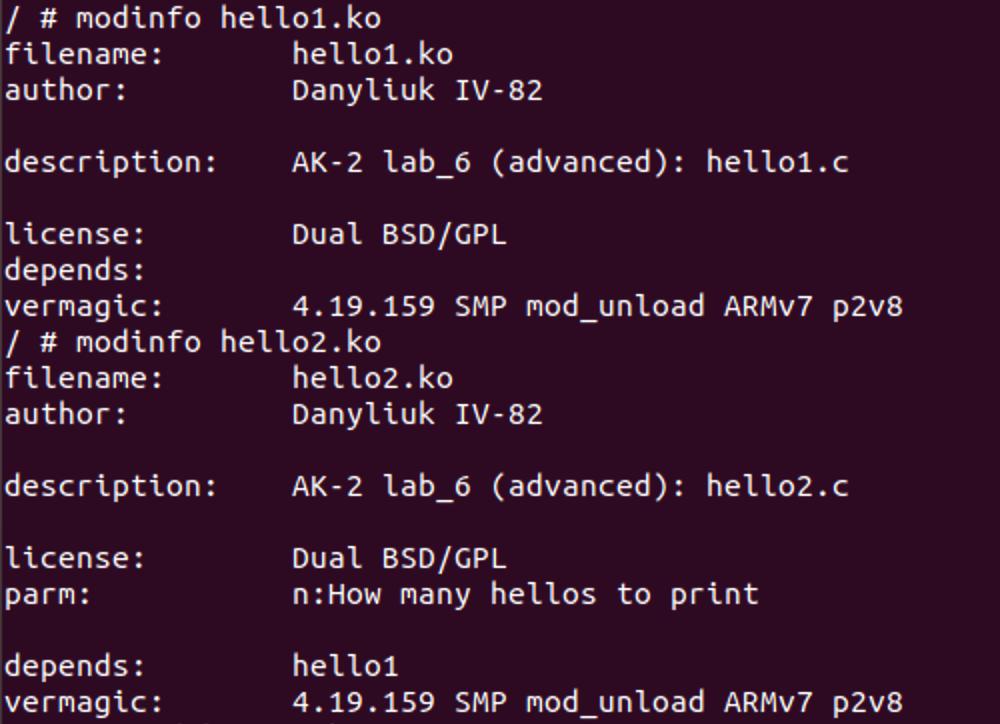 / # modinfo hello1.ko
filename:       hello1.ko
author:         Danyliuk IV-82
description:    AK-2 lab_6 (advanced): hello1.c
license:        Dual BSD/GPL
depends:
vermagic:       4.19.159 SMP mod_unload ARMv7 p2v8
/ # modinfo hello2.ko
filename:       hello2.ko
author:         Danyliuk IV-82
description:    AK-2 lab_6 (advanced): hello2.c
license:        Dual BSD/GPL
parm:           n:How many hellos to print
depends:        hello1
vermagic:       4.19.159 SMP mod_unload ARMv7 p2v8